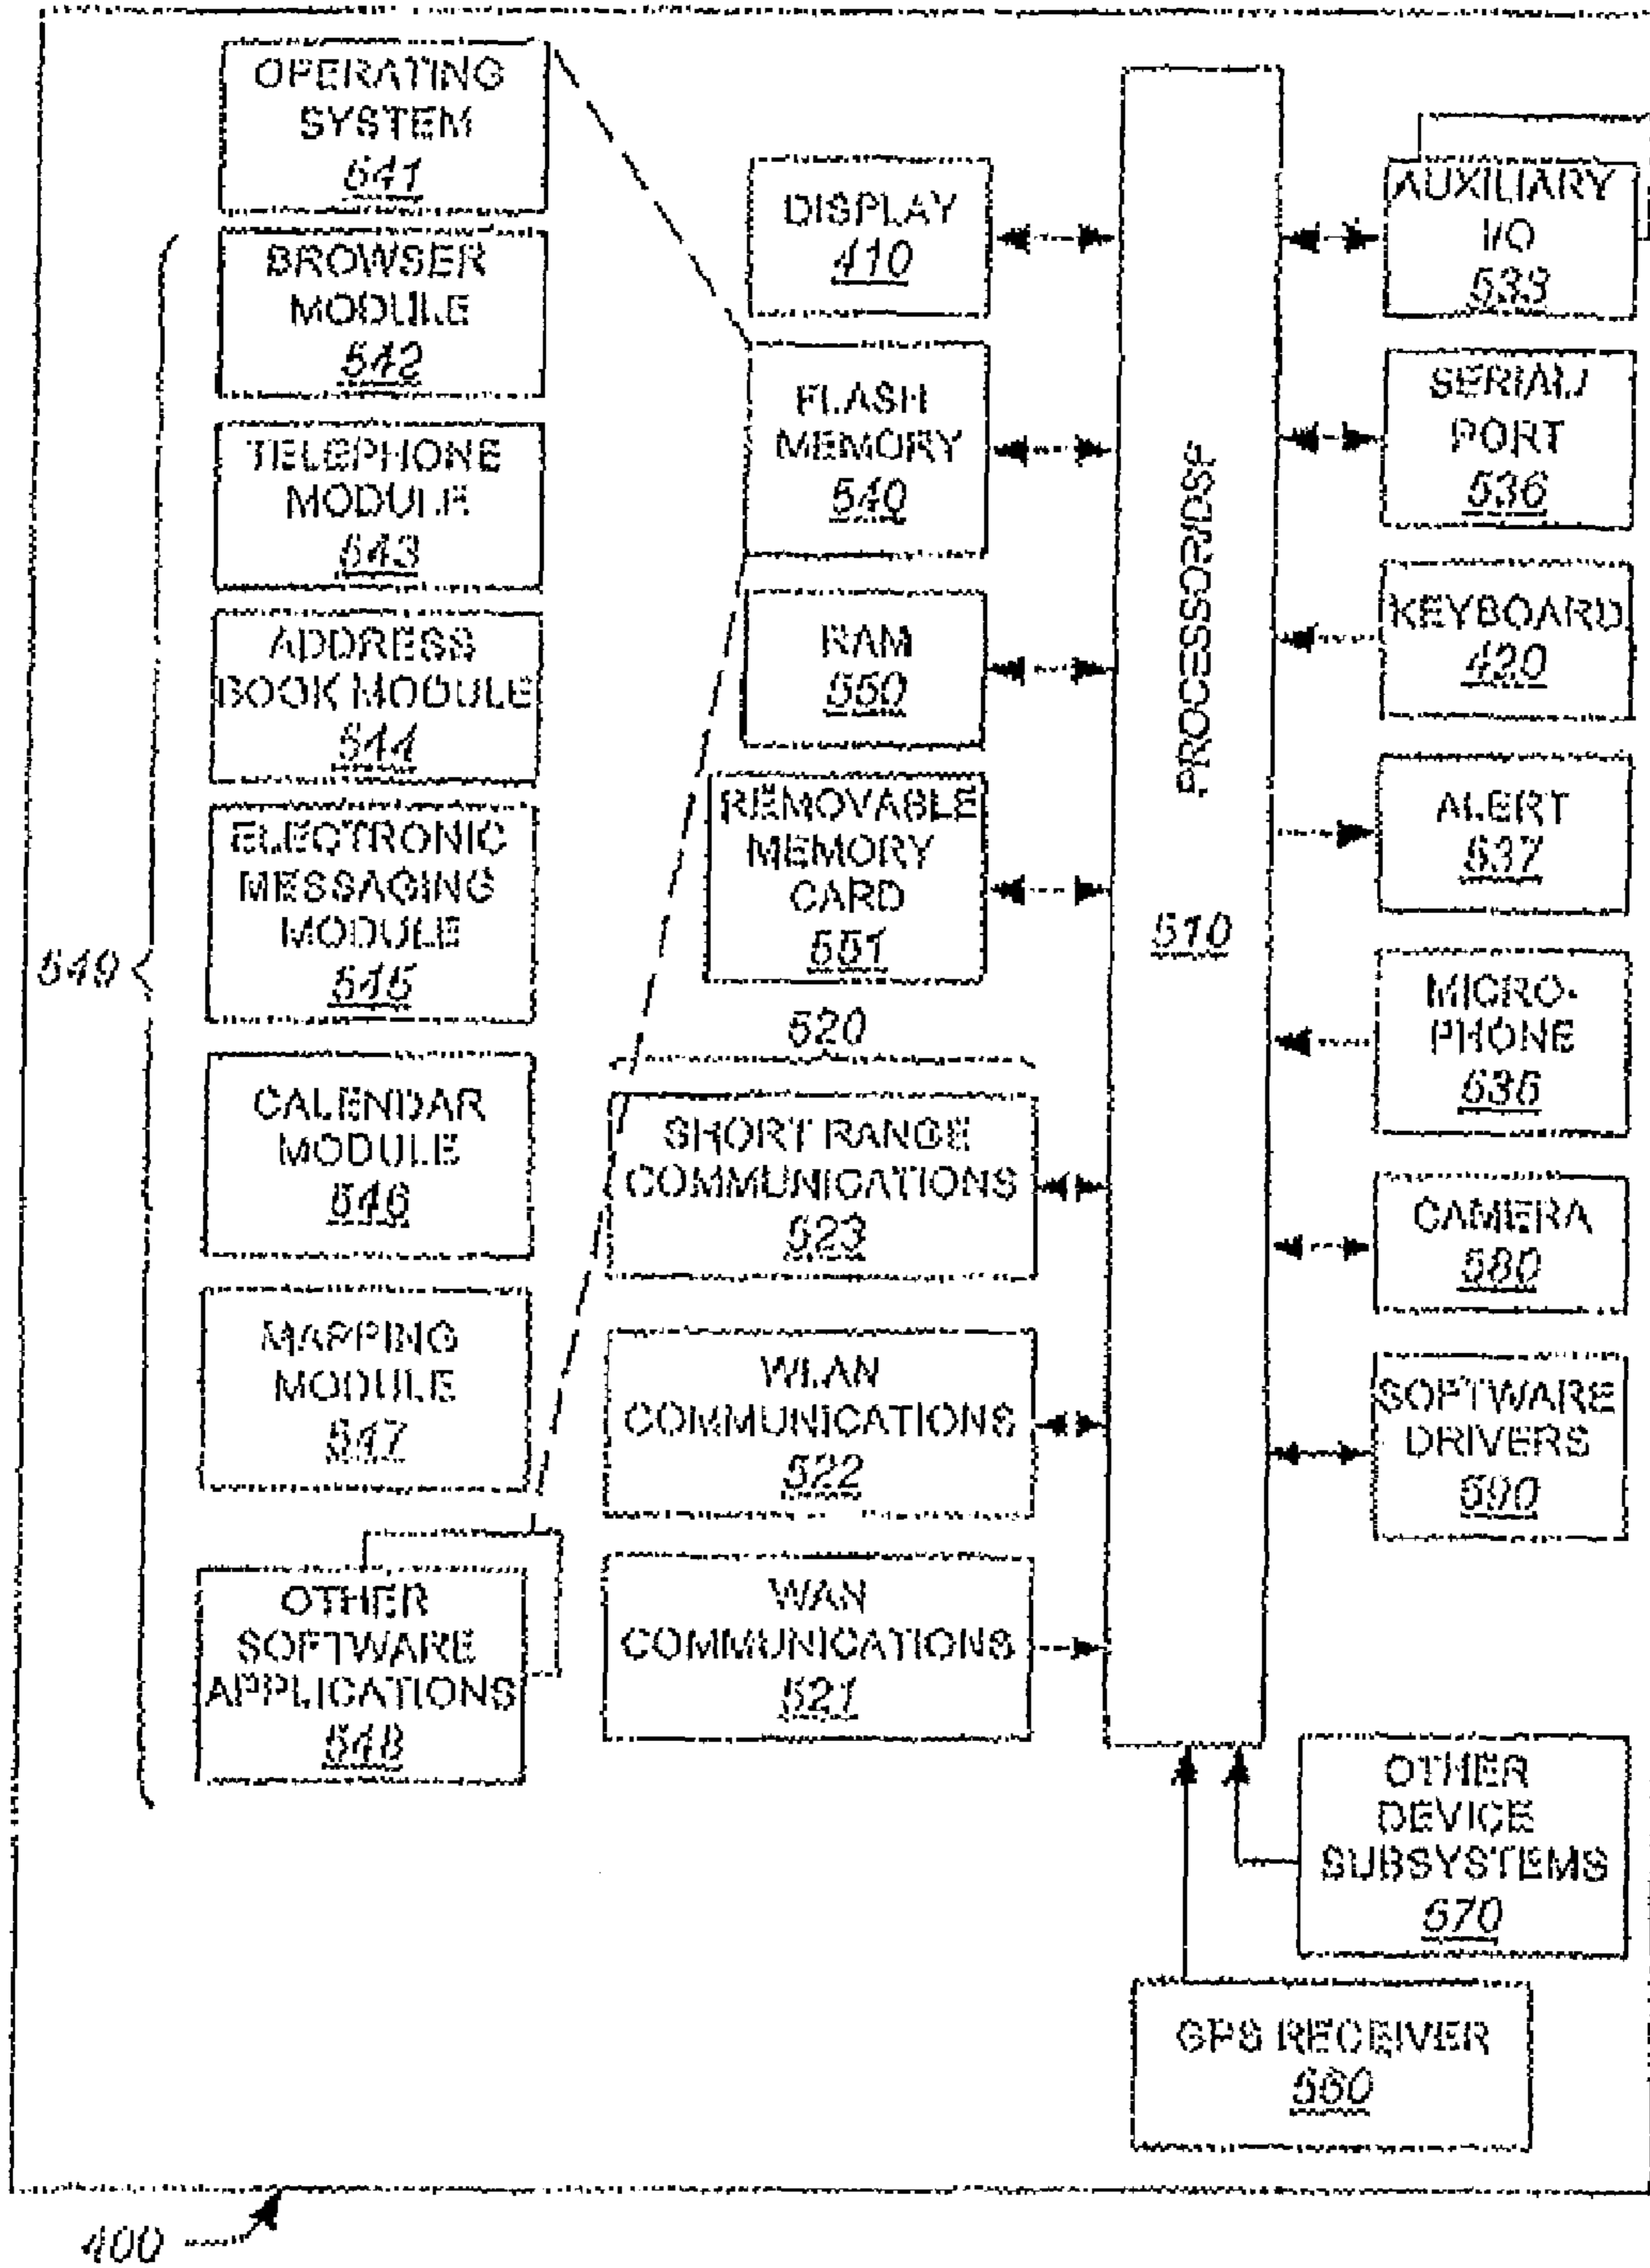 OPERATING
SYSTEM
541
BROWSER
MODULE
542
TELEPHONE
MODULE
543
ADDRESS
BOOK MODULE
544
ELECTRONIC
MESSAGING
MODULE
545
CALENDAR
MODULE
546
MAPPING
MODULE
547
OTHER
SOFTWARE
APPLICATIONS
548
549
DISPLAY
410
FLASH
MEMORY
540
RAM
550
REMOVABLE
MEMORY
CARD
551
520
SHORT RANGE
COMMUNICATIONS
523
WLAN
COMMUNICATIONS
522
WAN
COMMUNICATIONS
521
PROCESSOR/DSP
510
AUXILIARY
I/O
533
SERIAL
PORT
536
KEYBOARD
420
ALERT
537
MICRO-
PHONE
535
CAMERA
580
SOFTWARE
DRIVERS
590
OTHER
DEVICE
SUBSYSTEMS
570
GPS RECEIVER
560
400